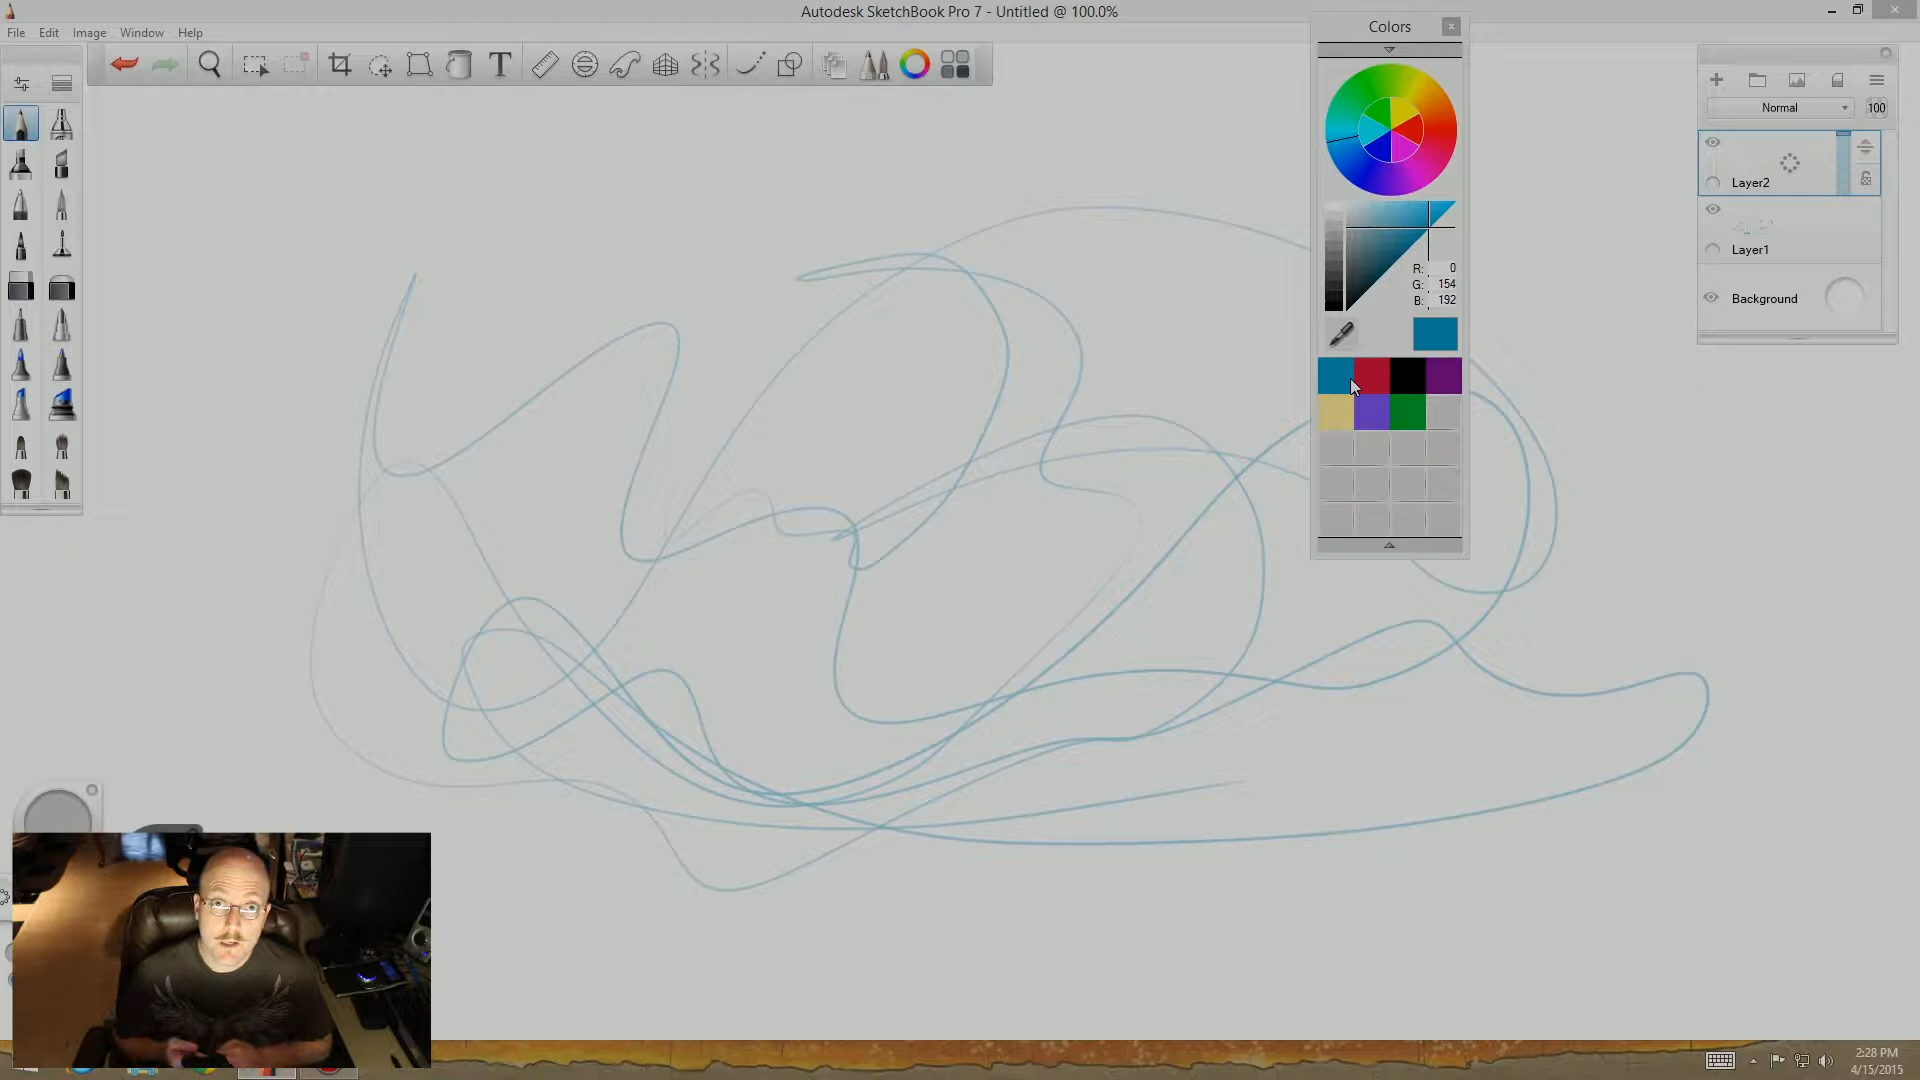 Autodesk SketchBook Pro 7 - Untitled @ 100.0%
File Edit Image Window Help
Colors
T
Normal 100
Layer2
Layer1
Background
R: 0
G: 154
B: 192
2:28 PM
4/15/2015